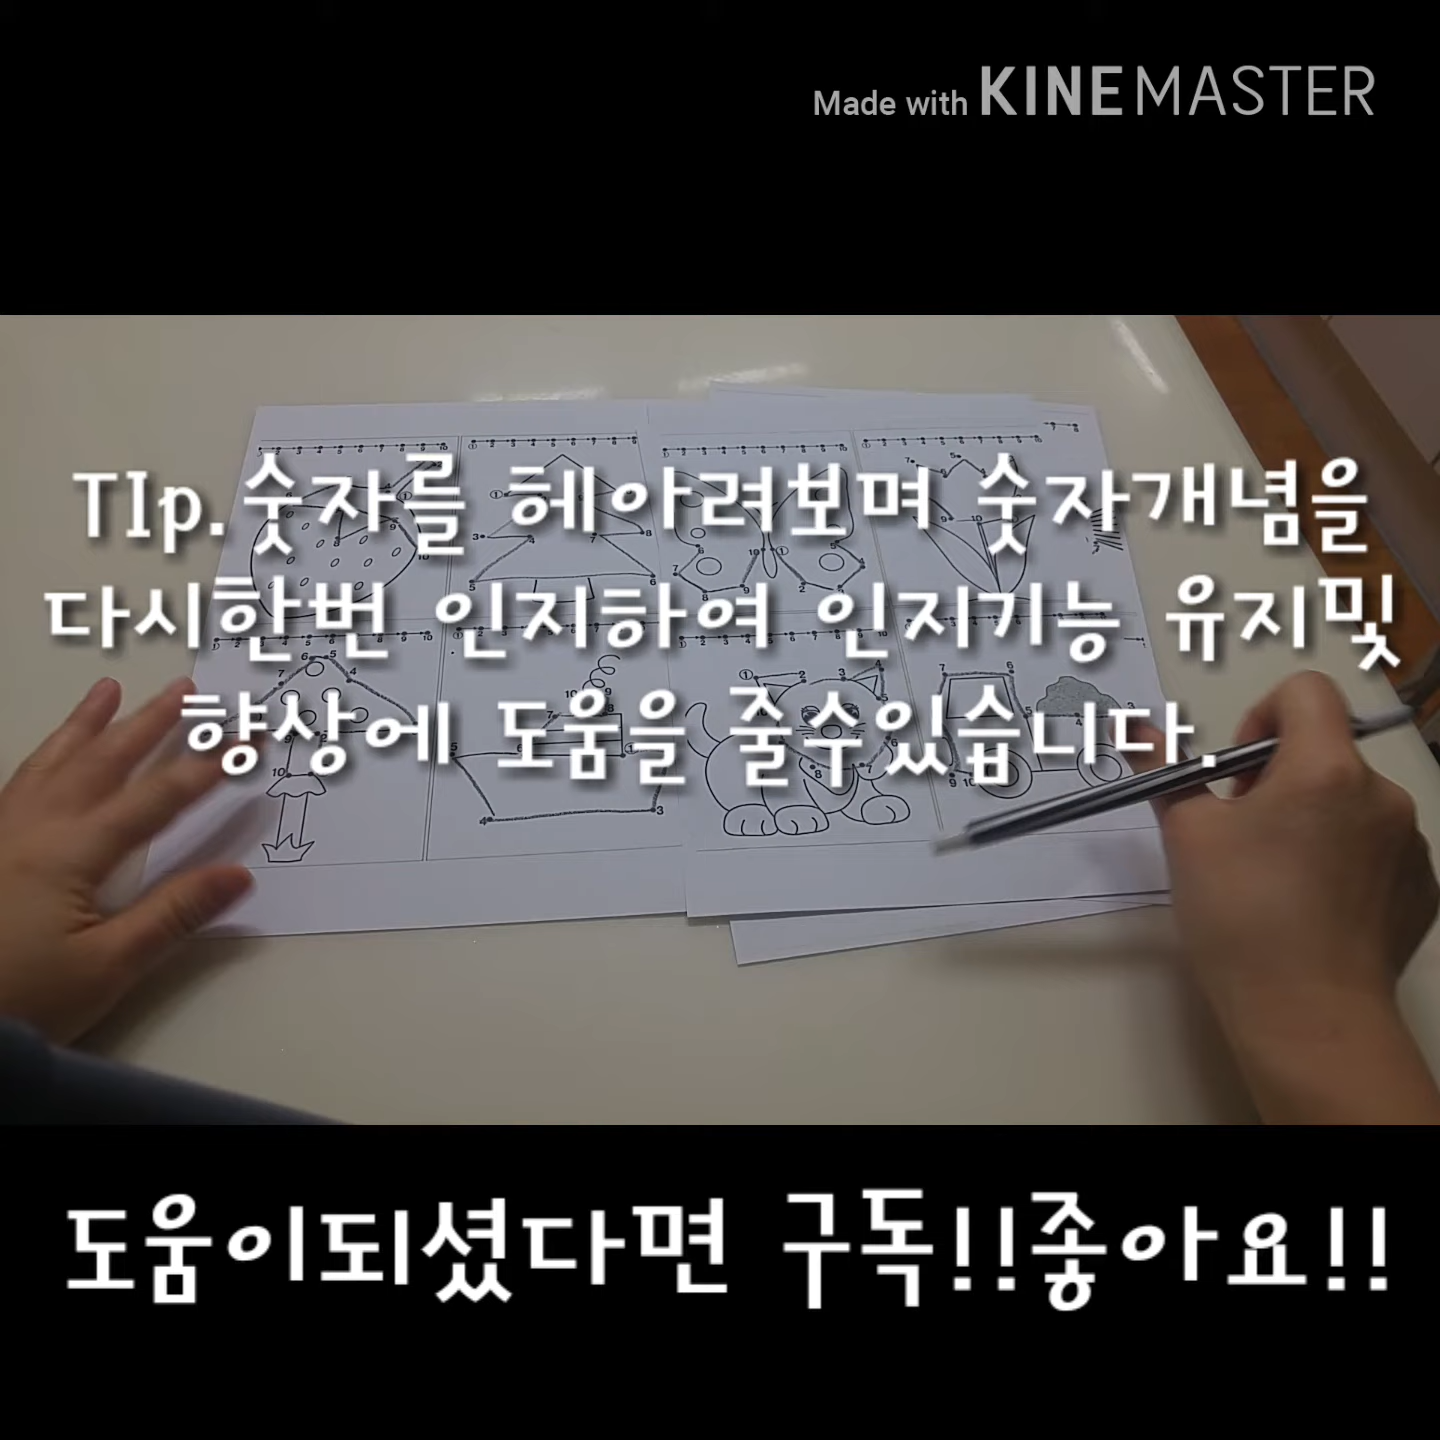 Made with KINEMASTER
TIp.숫자를 헤아려보며 숫자개념을
다시한번 인지하여 인지기능 유지및
향상에 도움을 줄수있습니다.
도움이되셨다면 구독!!좋아요!!